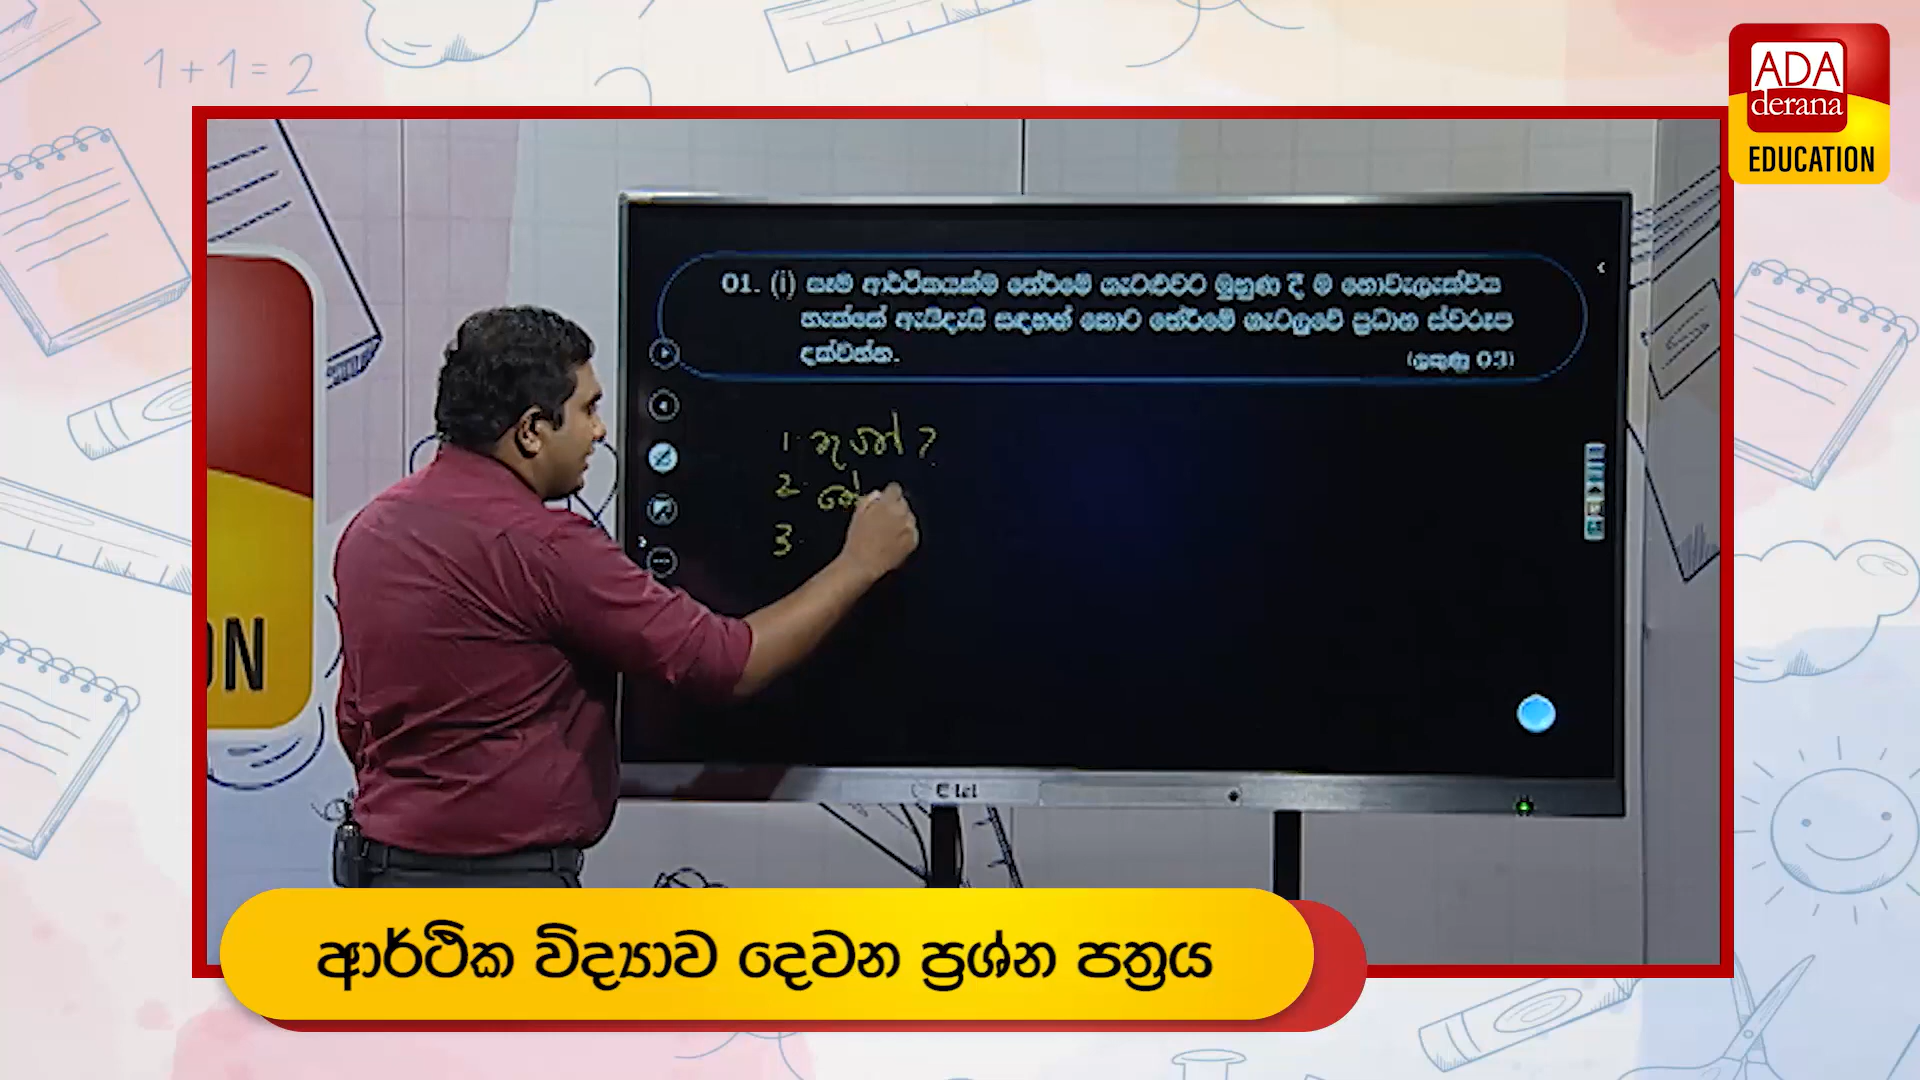 1+1=2
ADA
derana
EDUCATION
01. (i) සෑම ආර්ථිකයක්ම තේරීමේ ගැටළුවට මුහුණ දී ම නොවැලැක්විය
හැක්කේ ඇයිදැයි සඳහන් කොට තේරීමේ ගැටලුවේ ප්‍රධාන ස්වරූප
දක්වන්න.
(ලකුණු 03)
1.
2.
3.
ON
ආර්ථික විද්‍යාව දෙවන ප්‍රශ්න පත්‍රය